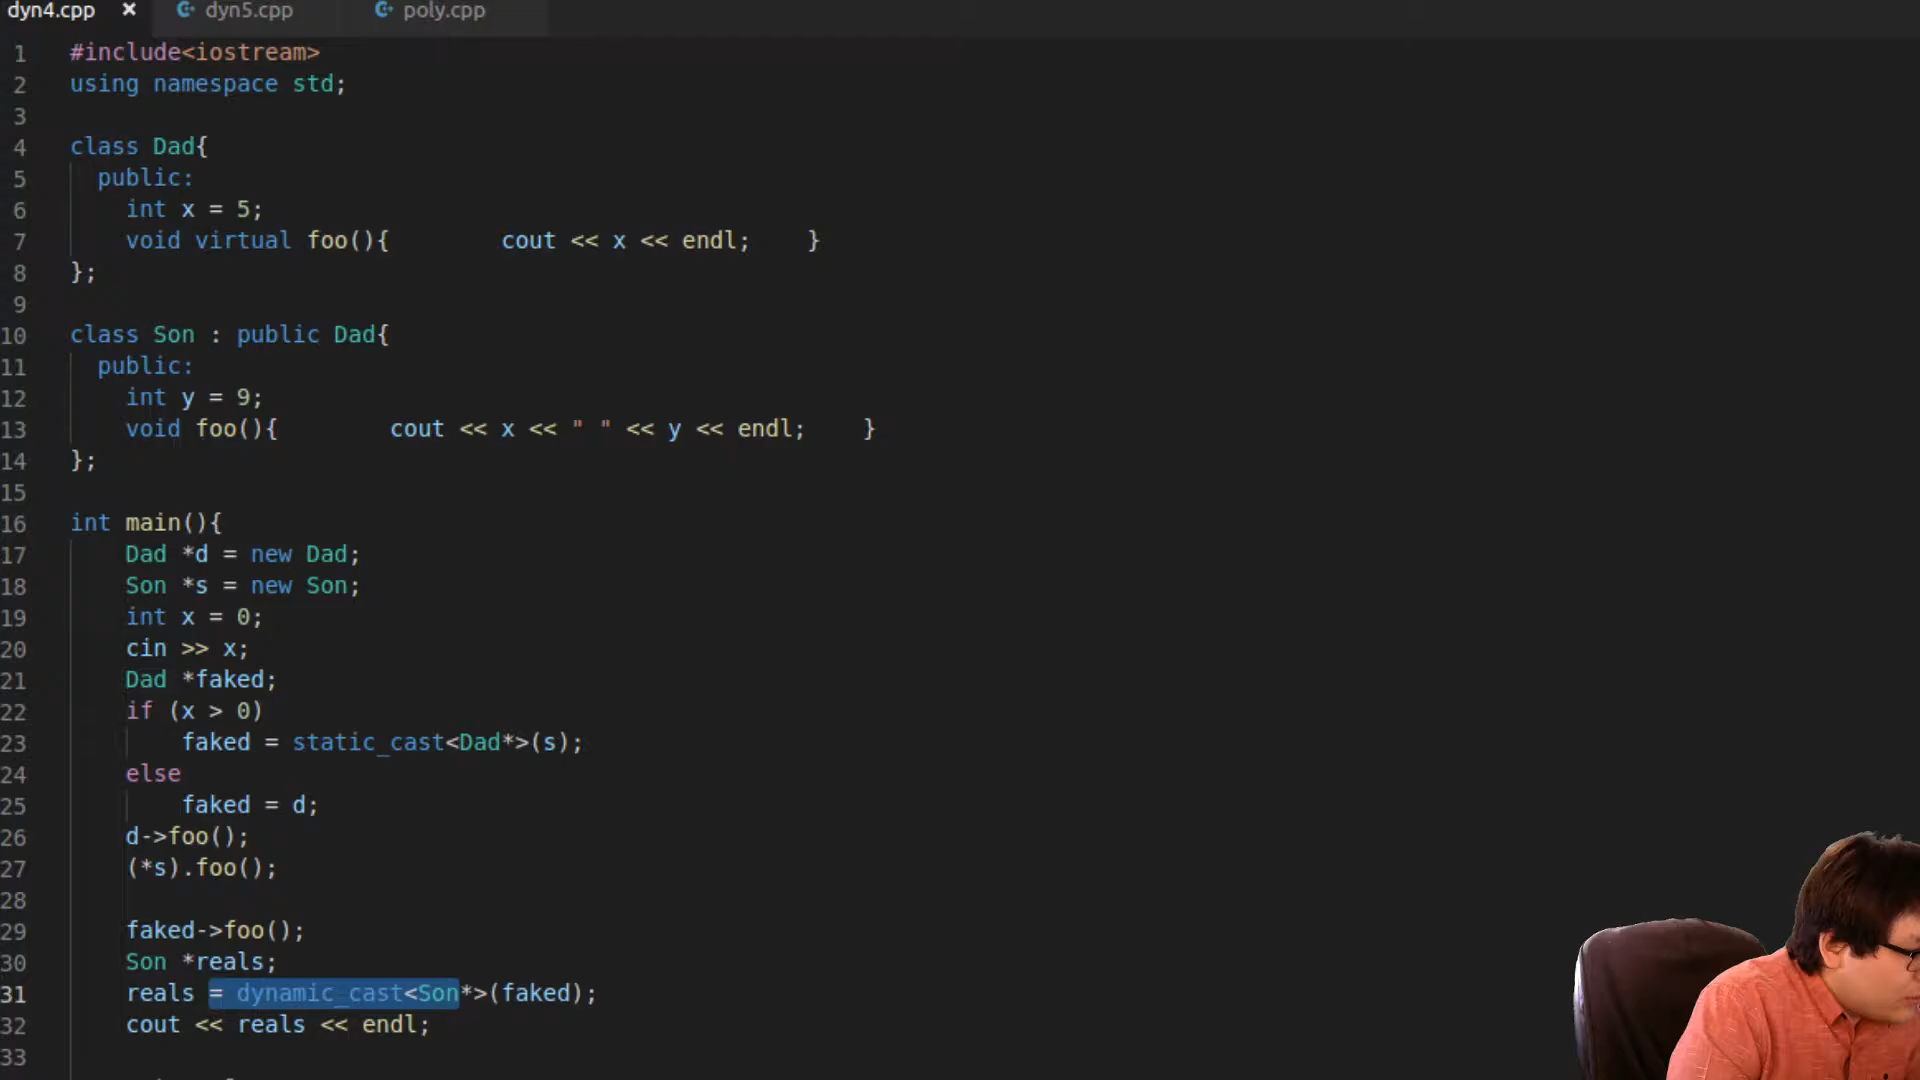 dyn4.cpp × dyn5.cpp poly.cpp
1 #include<iostream>
2 using namespace std;
3
4 class Dad{
5 public:
6 int x = 5;
7 void virtual foo(){ cout << x << endl; }
8 };
9
10 class Son : public Dad{
11 public:
12 int y = 9;
13 void foo(){ cout << x << " " << y << endl; }
14 };
15
16 int main(){
17 Dad *d = new Dad;
18 Son *s = new Son;
19 int x = 0;
20 cin >> x;
21 Dad *faked;
22 if (x > 0)
23 faked = static_cast<Dad*>(s);
24 else
25 faked = d;
26 d->foo();
27 (*s).foo();
28
29 faked->foo();
30 Son *reals;
31 reals = dynamic_cast<Son*>(faked);
32 cout << reals << endl;
33